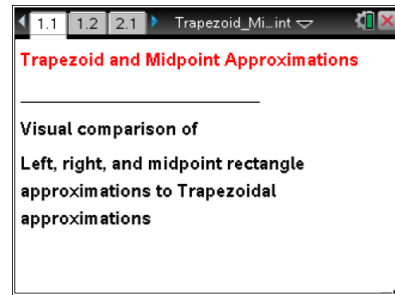 1.1 1.2 2.1 Trapezoid_Mi...int
Trapezoid and Midpoint Approximations
Visual comparison of
Left, right, and midpoint rectangle
approximations to Trapezoidal
approximations